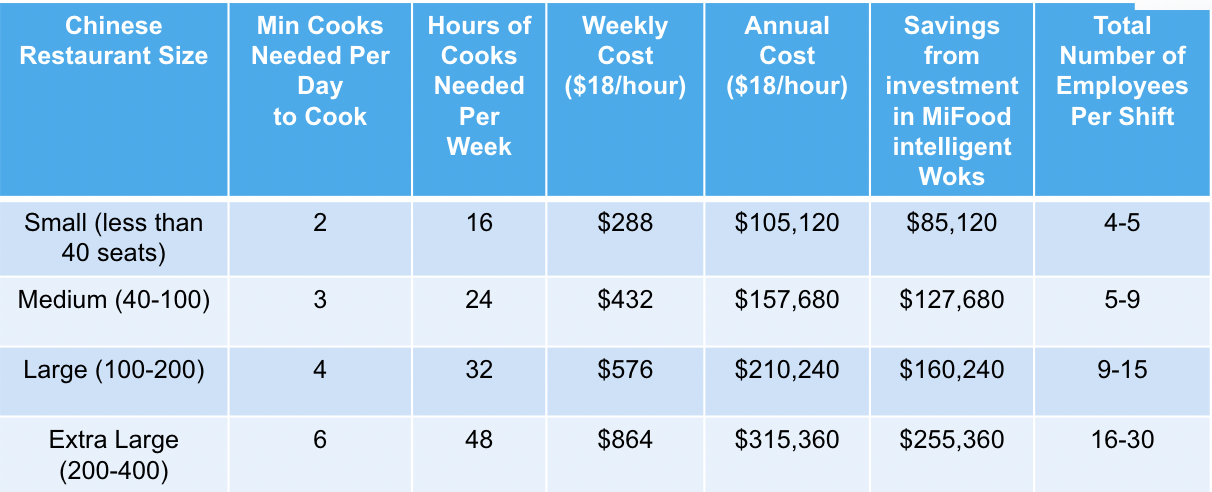 Chinese
Restaurant Size
Min Cooks
Needed Per
Day
to Cook
Hours of
Cooks
Needed
Per
Week
Weekly
Cost
($18/hour)
Annual
Cost
($18/hour)
Savings
from
investment
in MiFood
intelligent
Woks
Total
Number of
Employees
Per Shift
Small (less than
40 seats)
2
16
$288
$105,120
$85,120
4-5
Medium (40-100)
3
24
$432
$157,680
$127,680
5-9
Large (100-200)
4
32
$576
$210,240
$160,240
9-15
Extra Large
(200-400)
6
48
$864
$315,360
$255,360
16-30